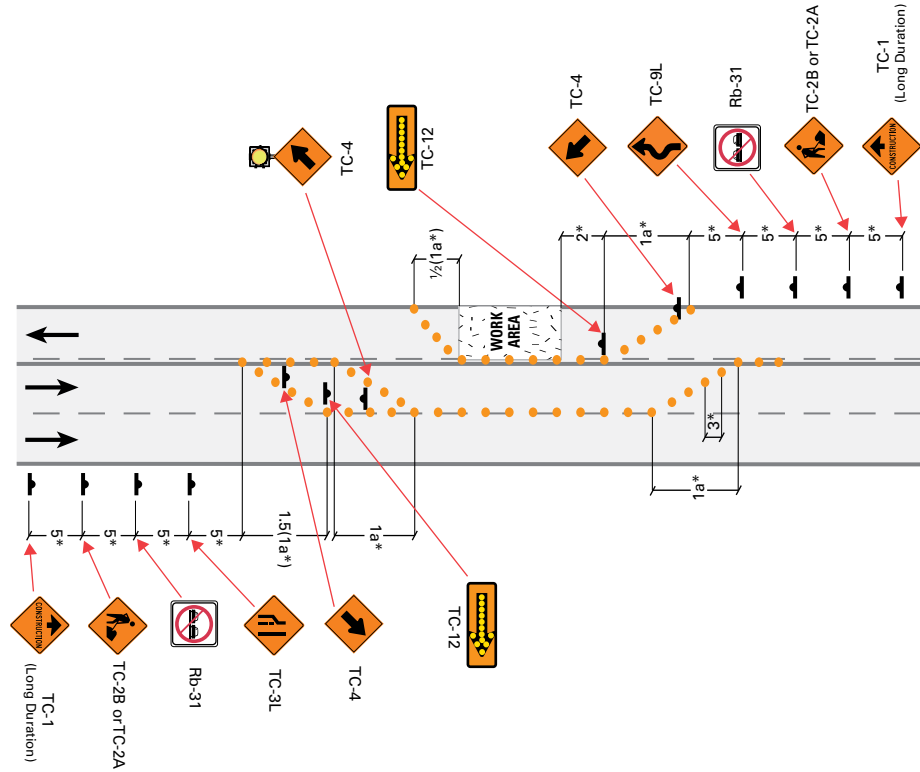 TC-4
TC-12
TC-4
TC-9L
Rb-31
TC-2B or TC-2A
TC-1
(Long Duration)
CONSTRUCTION
½(1a*)
2*
1a*
5*
5*
5*
5*
WORK
AREA
3*
1a*
5*
5*
5*
5*
1.5(1a*)
1a*
CONSTRUCTION
TC-1
(Long Duration)
TC-2B or TC-2A
Rb-31
TC-3L
TC-4
TC-12